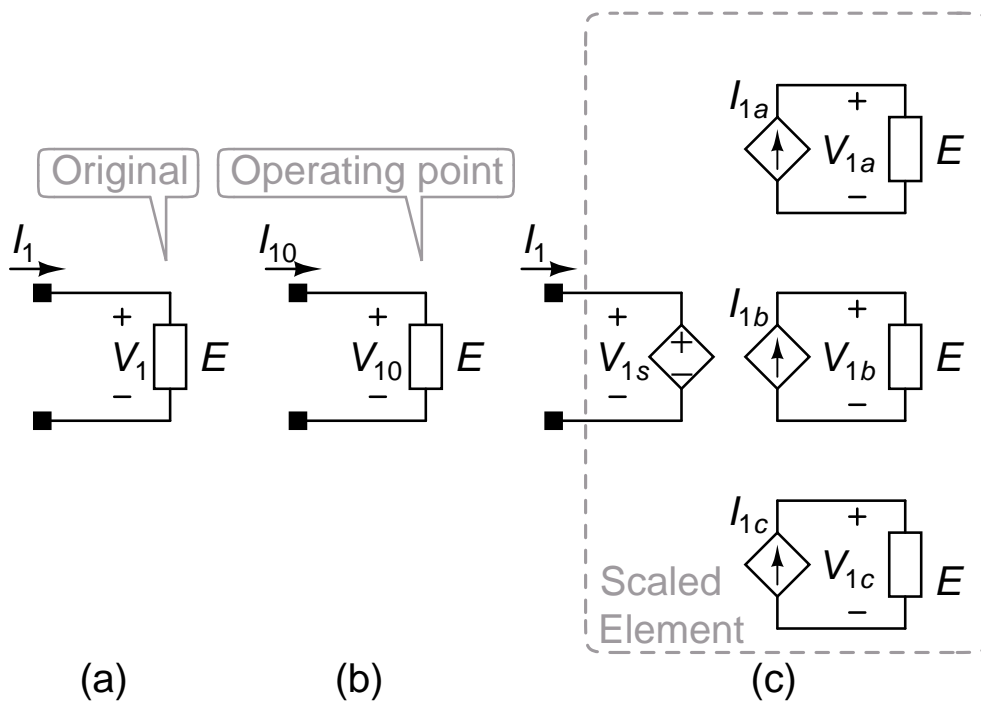 Original
I₁
+
V₁
−
E
(a)
Operating point
I₁₀
+
V₁₀
−
E
(b)
I₁
+
V₁ₛ
−
+
−
I₁ₐ
+
V₁ₐ
−
E
I₁b
+
V₁b
−
E
I₁c
+
V₁c
−
E
Scaled
Element
(c)